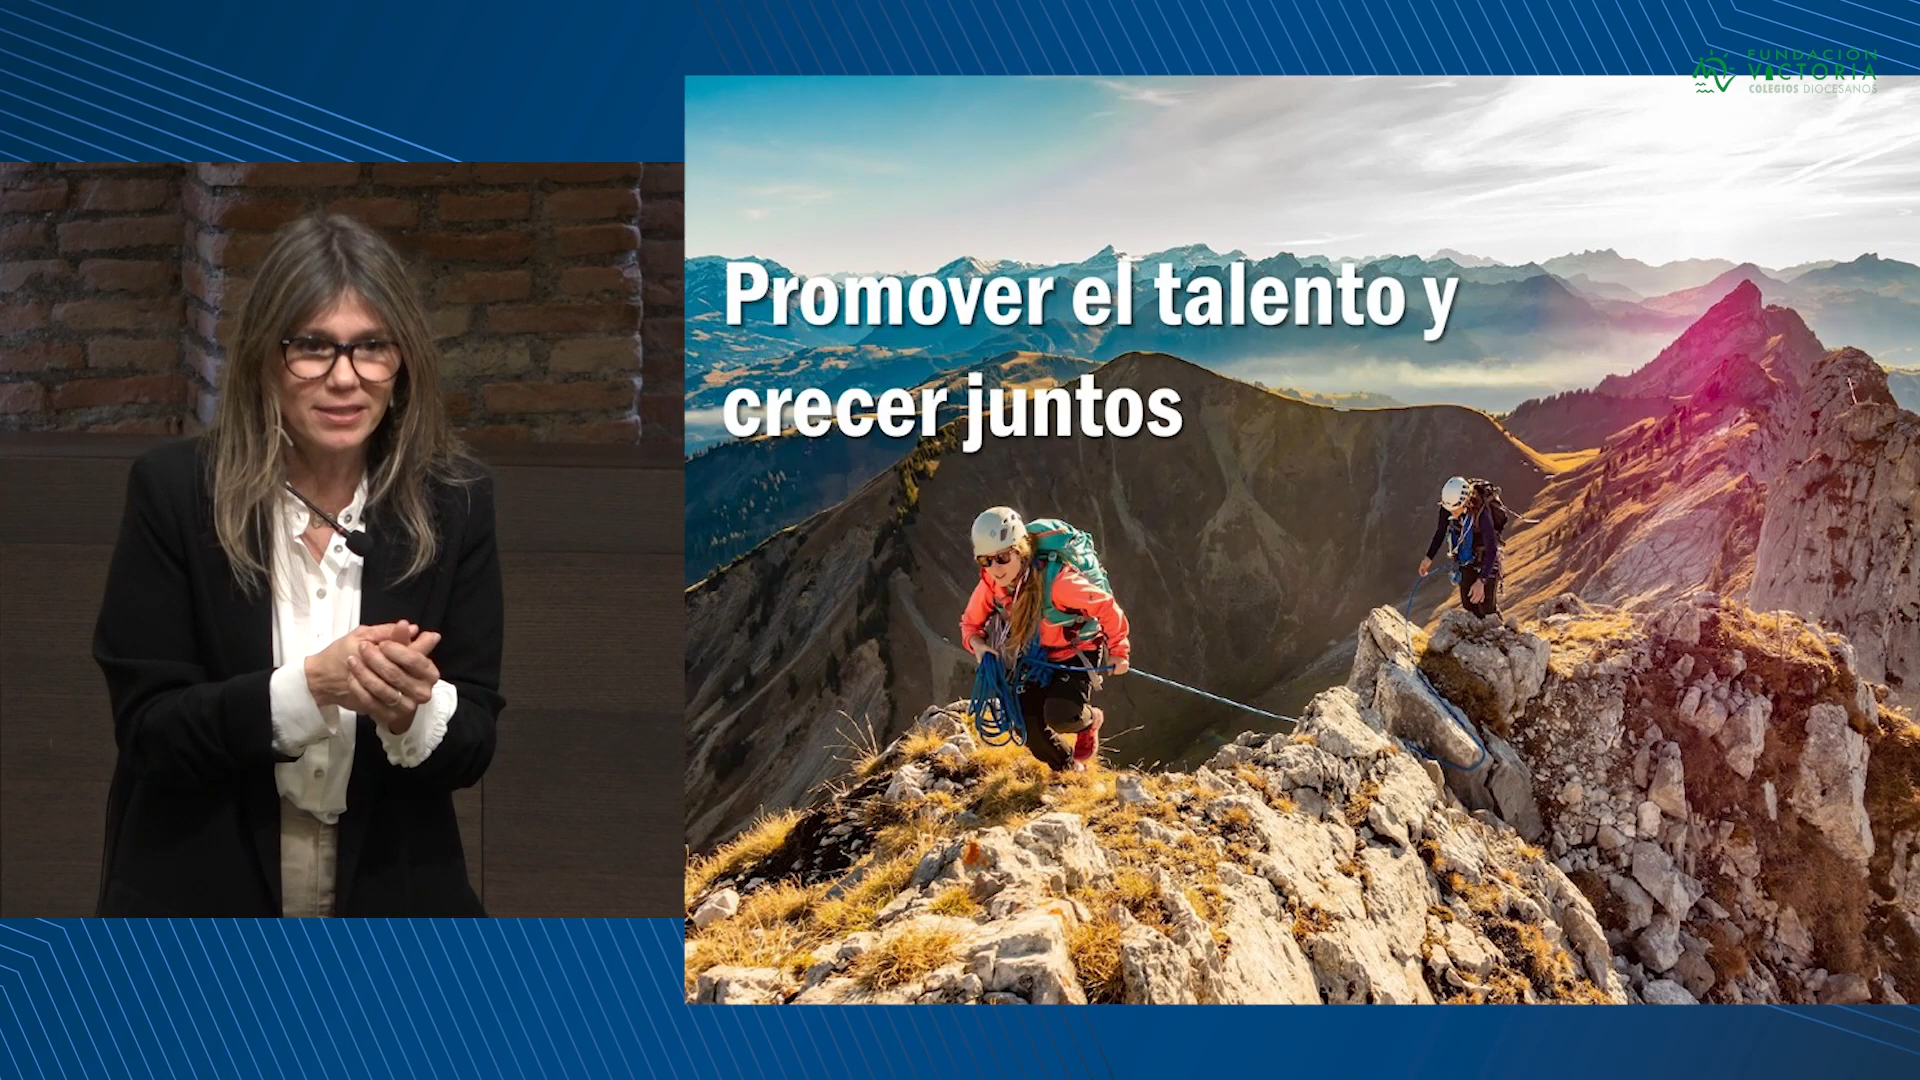 FUNDACIÓN
VICTORIA
COLEGIOS DIOCESANOS
Promover el talento y
crecer juntos